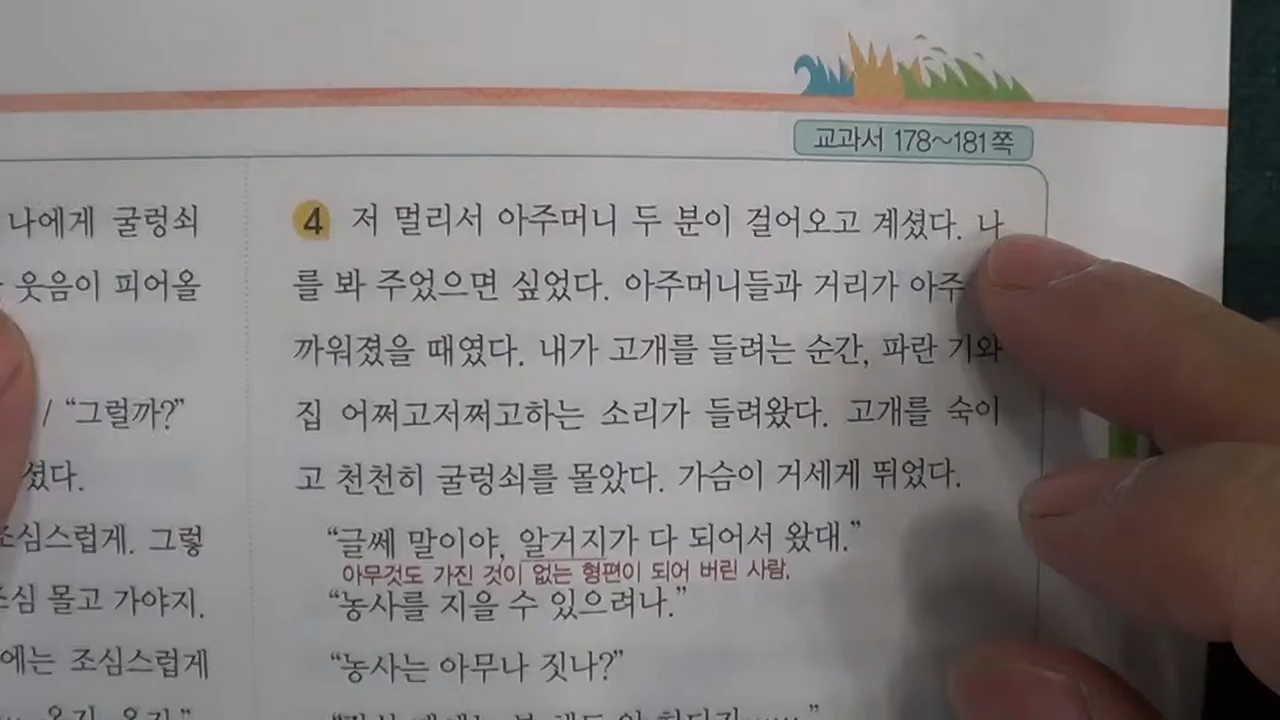 교과서 178~181쪽
나에게 굴렁쇠
웃음이 피어올
/ “그럴까?”
셨다.
조심스럽게. 그렇
조심 몰고 가야지.
에는 조심스럽게
4 저 멀리서 아주머니 두 분이 걸어오고 계셨다. 나
를 봐 주었으면 싶었다. 아주머니들과 거리가 아주
까워졌을 때였다. 내가 고개를 들려는 순간, 파란 기와
집 어쩌고저쩌고하는 소리가 들려왔다. 고개를 숙이
고 천천히 굴렁쇠를 몰았다. 가슴이 거세게 뛰었다.
“글쎄 말이야, 알거지가 다 되어서 왔대.”
아무것도 가진 것이 없는 형편이 되어 버린 사람.
“농사를 지을 수 있으려나.”
“농사는 아무나 짓나?”